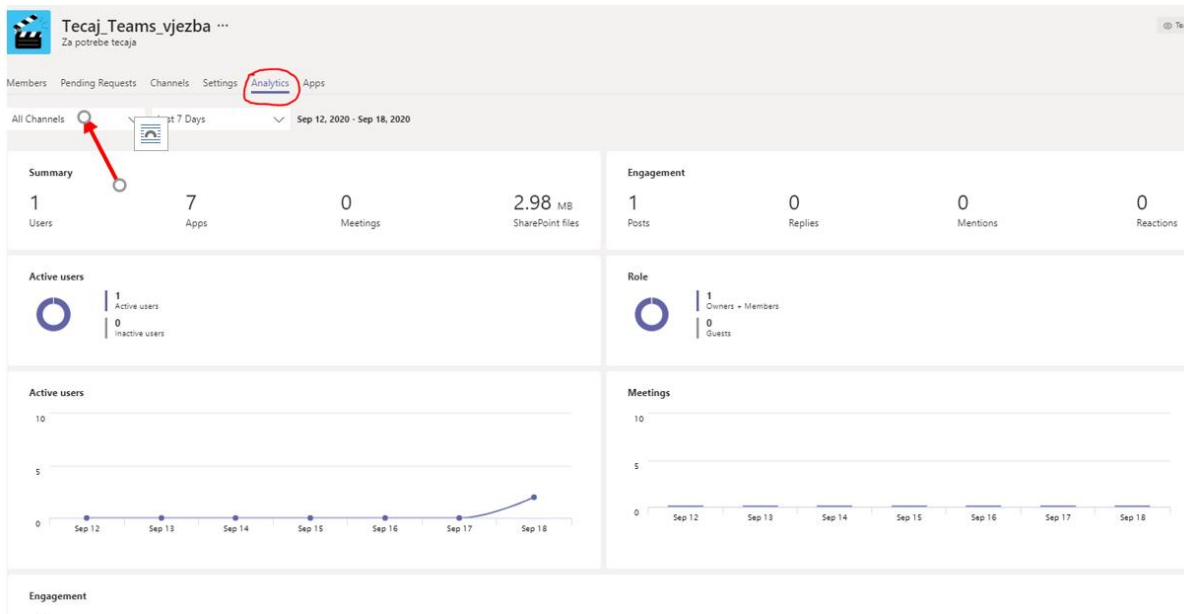 Tecaj_Teams_vjezba ...
Za potrebe tecaja
Members Pending Requests Channels Settings Analytics Apps
All Channels 7 Days Sep 12, 2020 - Sep 18, 2020
Summary
1 7 0 2.98 MB
Users Apps Meetings SharePoint files
Engagement
1 0 0 0
Posts Replies Mentions Reactions
Active users
1
Active users
0
Inactive users
Role
1
Owners + Members
0
Guests
Active users
10
5
0
Sep 12 Sep 13 Sep 14 Sep 15 Sep 16 Sep 17 Sep 18
Meetings
10
5
0
Sep 12 Sep 13 Sep 14 Sep 15 Sep 16 Sep 17 Sep 18
Engagement